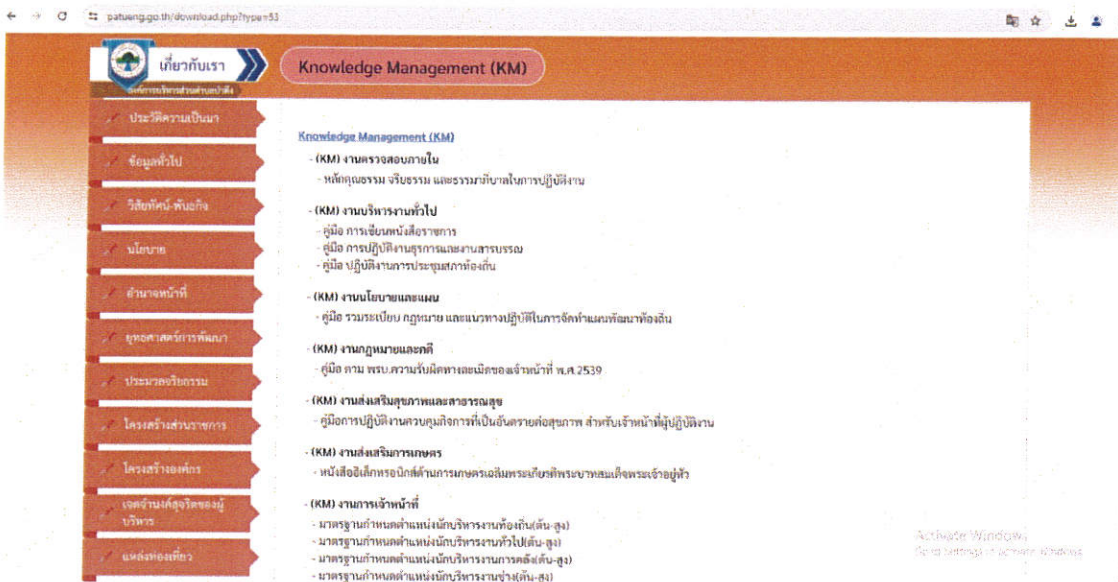 patueng.go.th/download.php?type=53
เกี่ยวกับเรา
องค์การบริหารส่วนตำบลป่าตึง
Knowledge Management (KM)
ประวัติความเป็นมา
ข้อมูลทั่วไป
วิสัยทัศน์-พันธกิจ
นโยบาย
อำนาจหน้าที่
ยุทธศาสตร์การพัฒนา
ประมวลจริยธรรม
โครงสร้างส่วนราชการ
โครงสร้างองค์กร
เจตจำนงค์สุจริตของผู้
บริหาร
แหล่งท่องเที่ยว
Knowledge Management (KM)
- (KM) งานตรวจสอบภายใน
- หลักคุณธรรม จริยธรรม และธรรมาภิบาลในการปฏิบัติงาน
- (KM) งานบริหารงานทั่วไป
- คู่มือ การเขียนหนังสือราชการ
- คู่มือ การปฏิบัติงานธุรการและงานสารบรรณ
- คู่มือ ปฏิบัติงานการประชุมสภาท้องถิ่น
- (KM) งานนโยบายและแผน
- คู่มือ รวมระเบียบ กฎหมาย และแนวทางปฏิบัติในการจัดทำแผนพัฒนาท้องถิ่น
- (KM) งานกฎหมายและคดี
- คู่มือ ตาม พรบ.ความรับผิดทางละเมิดของเจ้าหน้าที่ พ.ศ.2539
- (KM) งานส่งเสริมสุขภาพและสาธารณสุข
- คู่มือการปฏิบัติงานควบคุมกิจการที่เป็นอันตรายต่อสุขภาพ สำหรับเจ้าหน้าที่ผู้ปฏิบัติงาน
- (KM) งานส่งเสริมการเกษตร
- หนังสืออิเล็กทรอนิกส์ด้านการเกษตรเฉลิมพระเกียรติพระบาทสมเด็จพระเจ้าอยู่หัว
- (KM) งานการเจ้าหน้าที่
- มาตรฐานกำหนดตำแหน่งนักบริหารงานท้องถิ่น(ต้น-สูง)
- มาตรฐานกำหนดตำแหน่งนักบริหารงานทั่วไป(ต้น-สูง)
- มาตรฐานกำหนดตำแหน่งนักบริหารงานการคลัง(ต้น-สูง)
- มาตรฐานกำหนดตำแหน่งนักบริหารงานช่าง(ต้น-สูง)
Activate Windows
Go to Settings to activate Windows.